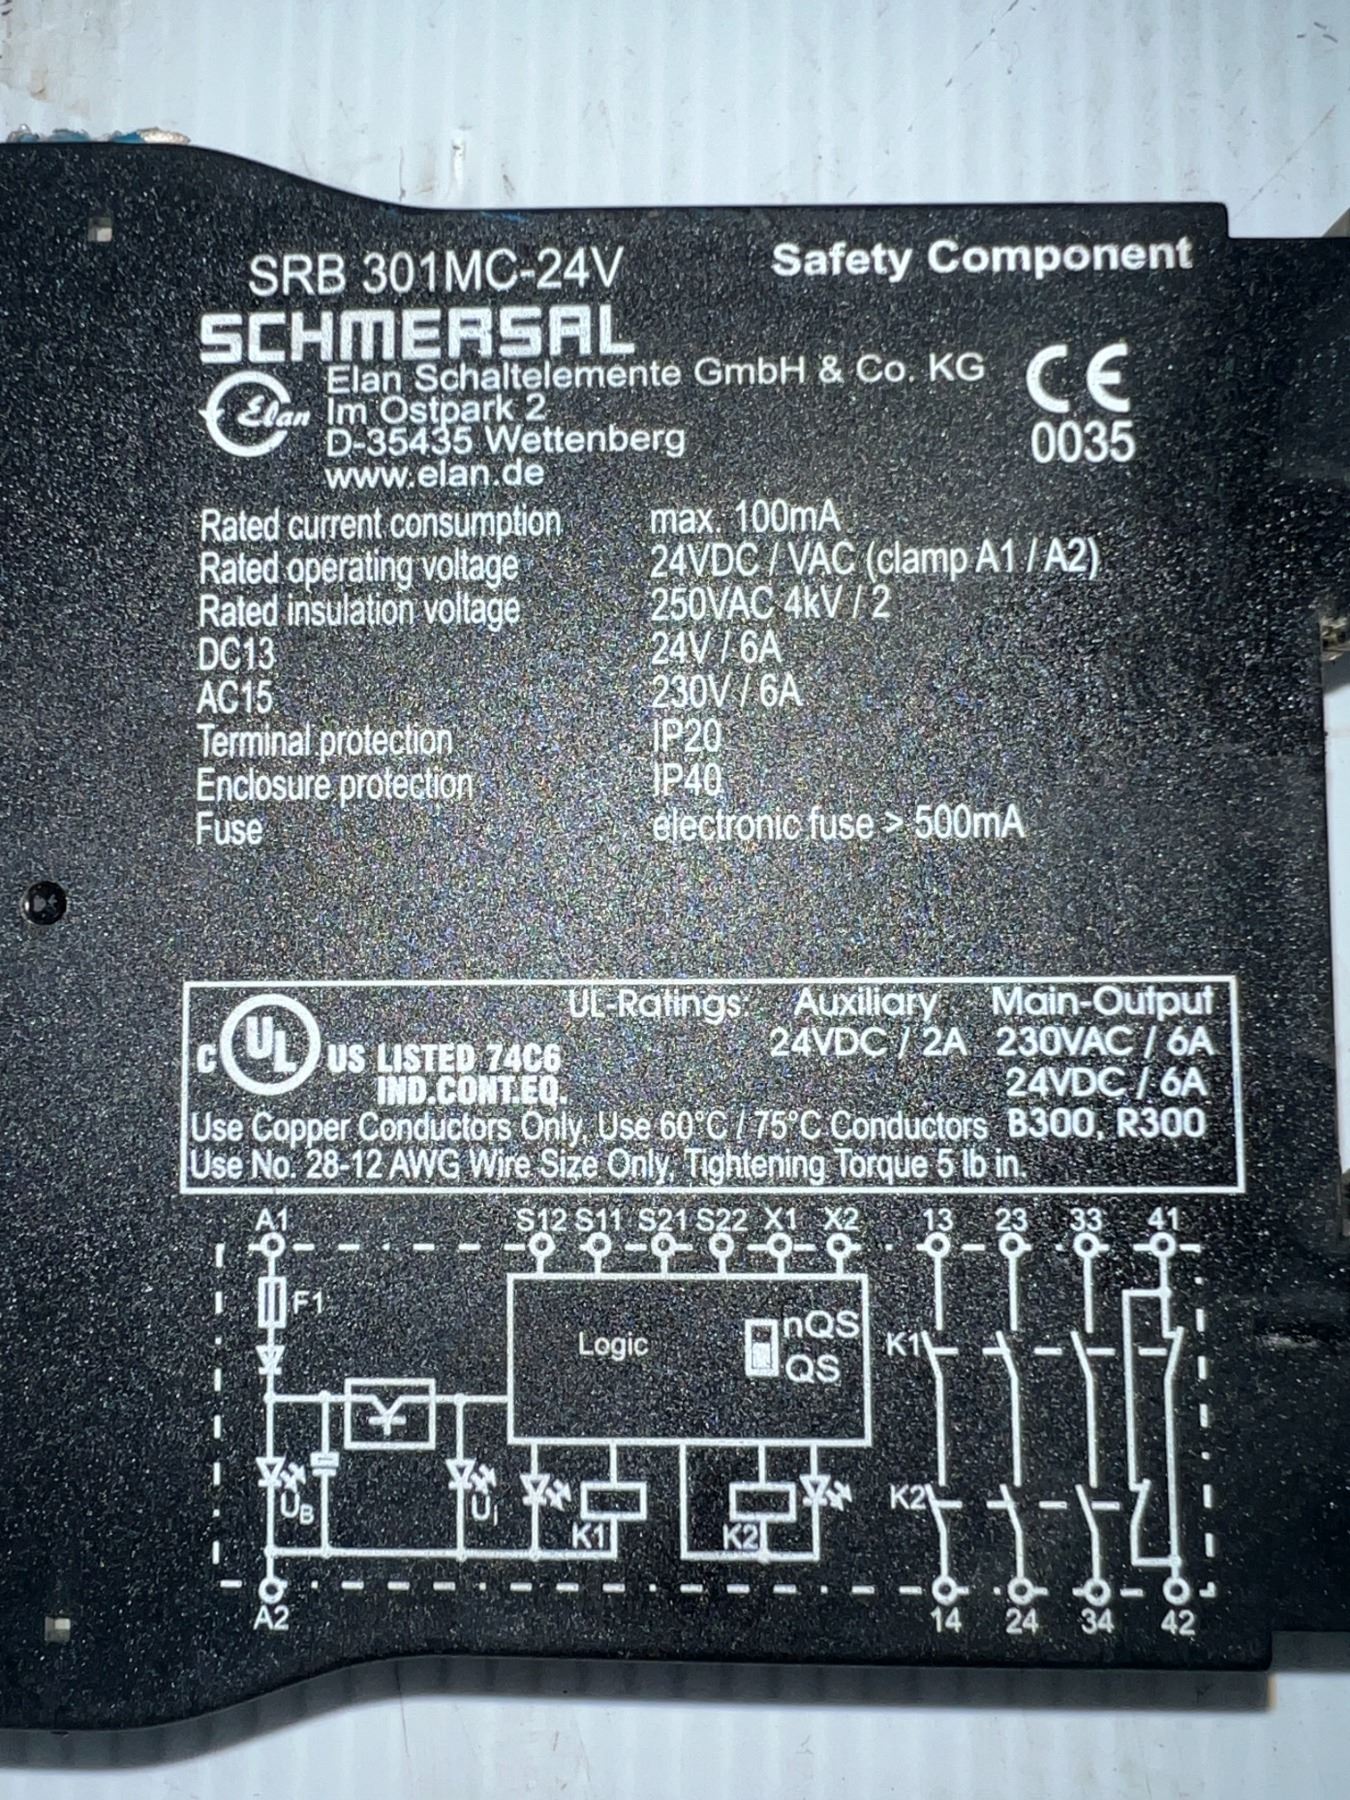 SRB 301MC-24V
Safety Component
SCHMERSAL
Elan
Elan Schaltelemente GmbH & Co. KG
Im Ostpark 2
D-35435 Wettenberg
www.elan.de
CE
0035
Rated current consumption max. 100mA
Rated operating voltage 24VDC / VAC (clamp A1 / A2)
Rated insulation voltage 250VAC 4kV / 2
DC13 24V / 6A
AC15 230V / 6A
Terminal protection IP20
Enclosure protection IP40
Fuse electronic fuse > 500mA
UL-Ratings: Auxiliary Main-Output
24VDC / 2A 230VAC / 6A
24VDC / 6A
C UL US LISTED 74C6
IND.CONT.EQ.
Use Copper Conductors Only, Use 60°C / 75°C Conductors B300, R300
Use No. 28-12 AWG Wire Size Only, Tightening Torque 5 lb in.
A1 S12 S11 S21 S22 X1 X2 13 23 33 41
F1
Logic
nQS
QS
K1
UB
UI
K1
K2
K2
A2 14 24 34 42